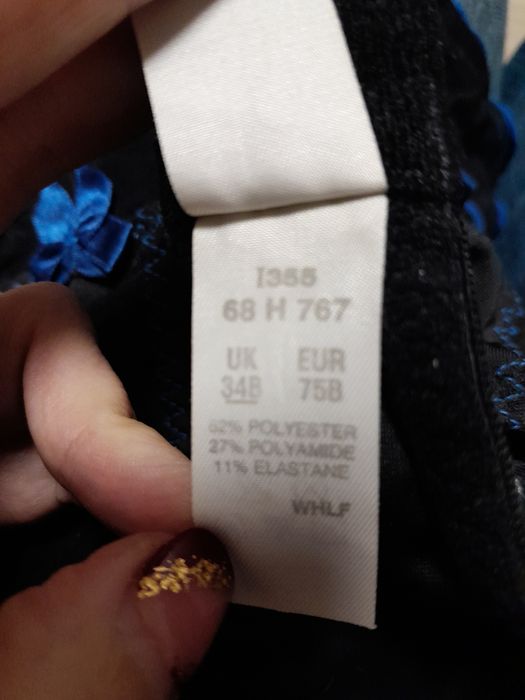 I355
68 H 767
UK EUR
34B 75B
62% POLYESTER
27% POLYAMIDE
11% ELASTANE
WHLF